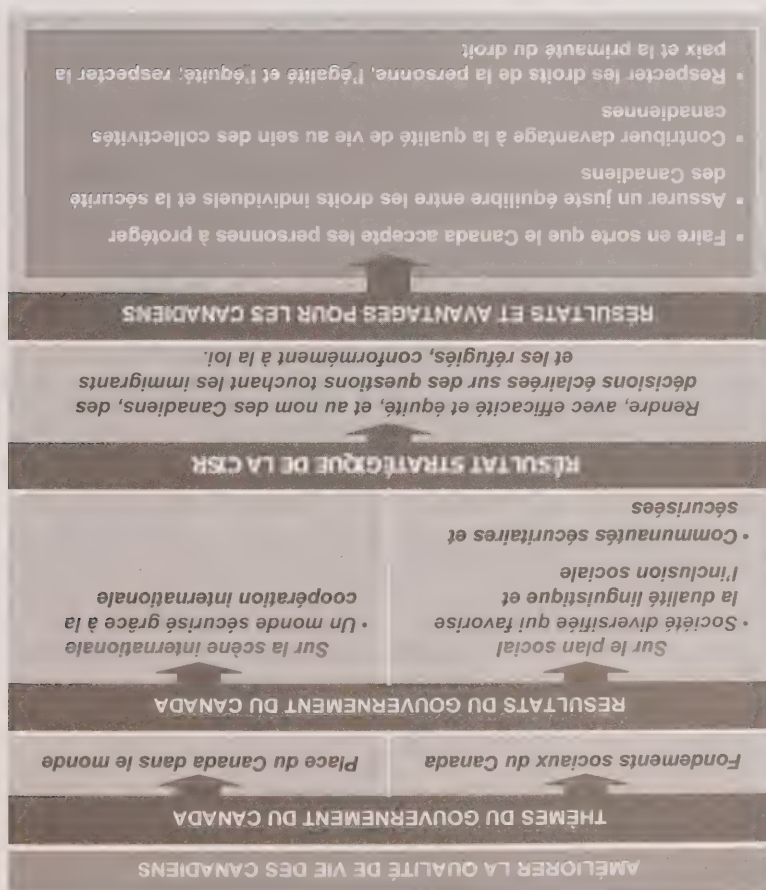 AMÉLIORER LA QUALITÉ DE VIE DES CANADIENS
THÈMES DU GOUVERNEMENT DU CANADA
Fondements sociaux du Canada
Place du Canada dans le monde
RÉSULTATS DU GOUVERNEMENT DU CANADA
Sur le plan social
• Société diversifiée qui favorise
la dualité linguistique et
l'inclusion sociale
• Communautés sécuritaires et
sécurisées
Sur la scène internationale
• Un monde sécurisé grâce à la
coopération internationale
RÉSULTAT STRATÉGIQUE DE LA CISR
Rendre, avec efficacité et équité, et au nom des Canadiens, des
décisions éclairées sur des questions touchant les immigrants
et les réfugiés, conformément à la loi.
RÉSULTATS ET AVANTAGES POUR LES CANADIENS
• Faire en sorte que le Canada accepte les personnes à protéger
• Assurer un juste équilibre entre les droits individuels et la sécurité
des Canadiens
• Contribuer davantage à la qualité de vie au sein des collectivités
canadiennes
• Respecter les droits de la personne, l'égalité et l'équité; respecter la
paix et la primauté du droit